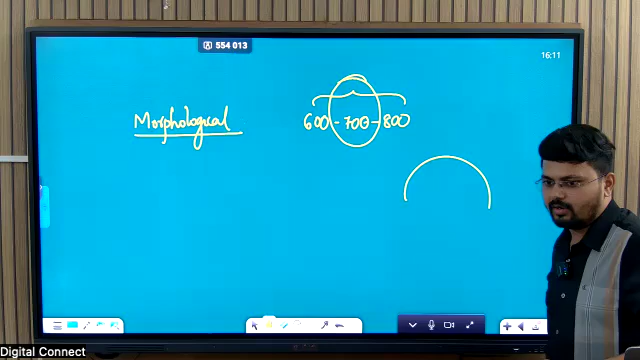 554 013
16:11
Morphological
600 - 700 - 800
Digital Connect